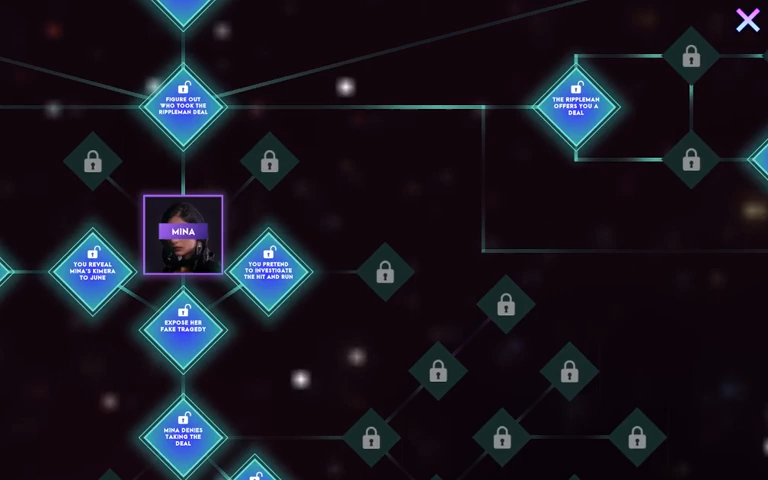 FIGURE OUT
WHO TOOK THE
RIPPLEMAN DEAL
THE RIPPLEMAN
OFFERS YOU A
DEAL
MINA
YOU REVEAL
MINA'S KIMERA
TO JUNE
YOU PRETEND
TO INVESTIGATE
THE HIT AND RUN
EXPOSE HER
FAKE TRAGEDY
MINA DENIES
TAKING THE
DEAL